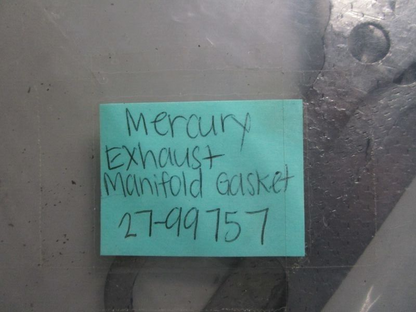 Mercury
Exhaust
Manifold Gasket
27-99757